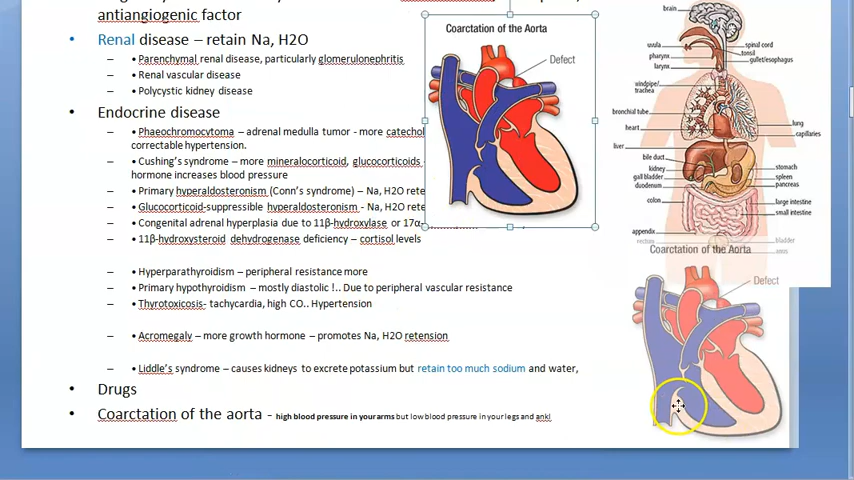 antiangiogenic factor
• Renal disease – retain Na, H2O
– • Parenchymal renal disease, particularly glomerulonephritis
– • Renal vascular disease
– • Polycystic kidney disease
• Endocrine disease
– • Phaeochromocytoma – adrenal medulla tumor - more catechol
correctable hypertension.
– • Cushing's syndrome – more mineralocorticoid, glucocorticoids
hormone increases blood pressure
– • Primary hyperaldosteronism (Conn's syndrome) – Na, H2O rete
– • Glucocorticoid-suppressible hyperaldosteronism - Na, H2O rete
– • Congenital adrenal hyperplasia due to 11β-hydroxylase or 17α-
– • 11β-hydroxysteroid dehydrogenase deficiency – cortisol levels
– • Hyperparathyroidism – peripheral resistance more
– • Primary hypothyroidism – mostly diastolic !.. Due to peripheral vascular resistance
– • Thyrotoxicosis- tachycardia, high CO.. Hypertension
– • Acromegaly – more growth hormone – promotes Na, H2O retension
– • Liddle's syndrome – causes kidneys to excrete potassium but retain too much sodium and water,
• Drugs
• Coarctation of the aorta - high blood pressure in your arms but low blood pressure in your legs and ankl
Coarctation of the Aorta
Defect
brain
uvula
pharynx
larynx
spinal cord
tonsil
gullet/esophagus
windpipe/
trachea
bronchial tube
heart
lung
capillaries
liver
bile duct
kidney
gall bladder
duodenum
stomach
spleen
pancreas
colon
large intestine
small intestine
appendix
rectum
bladder
Coarctation of the Aorta
Defect